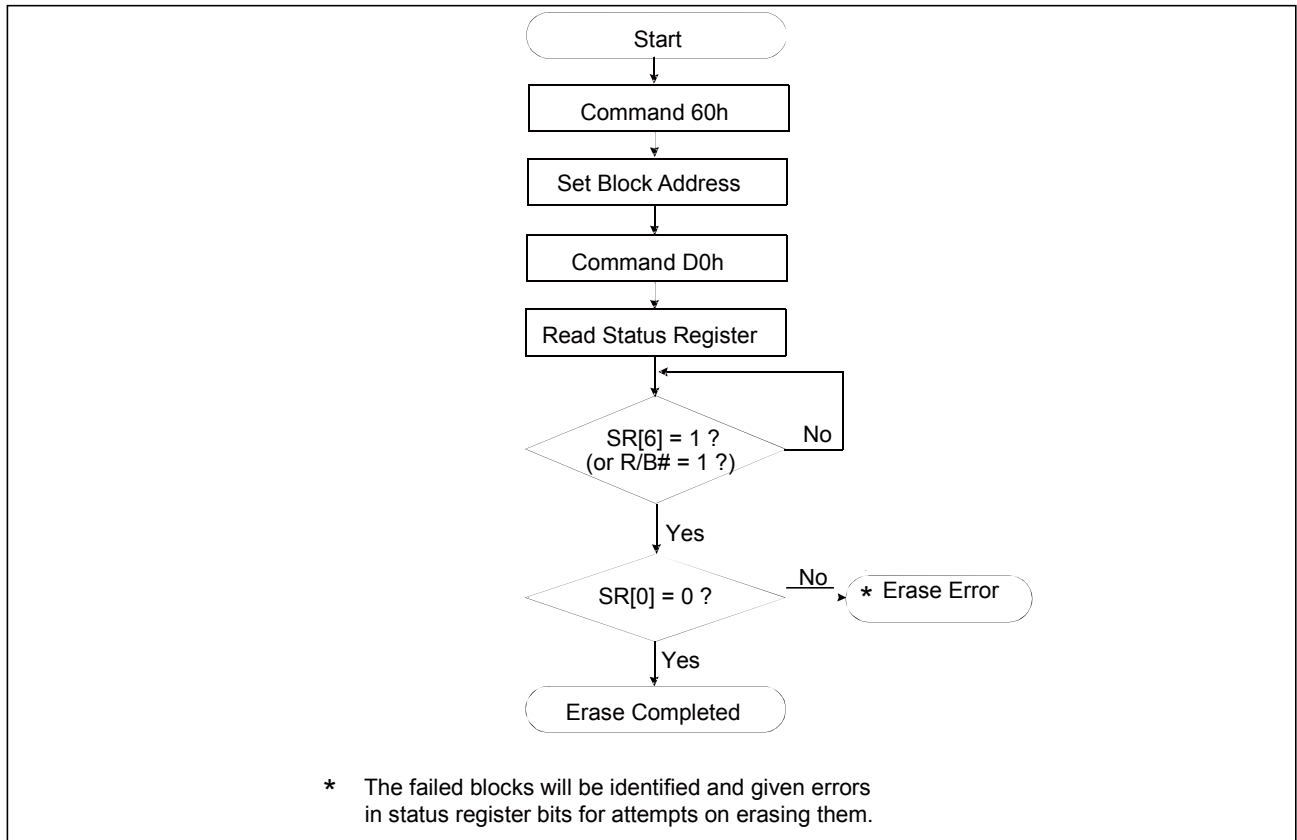 Start
Command 60h
Set Block Address
Command D0h
Read Status Register
SR[6] = 1 ?
(or R/B# = 1 ?)
No
Yes
SR[0] = 0 ?
No
* Erase Error
Yes
Erase Completed
* The failed blocks will be identified and given errors
in status register bits for attempts on erasing them.